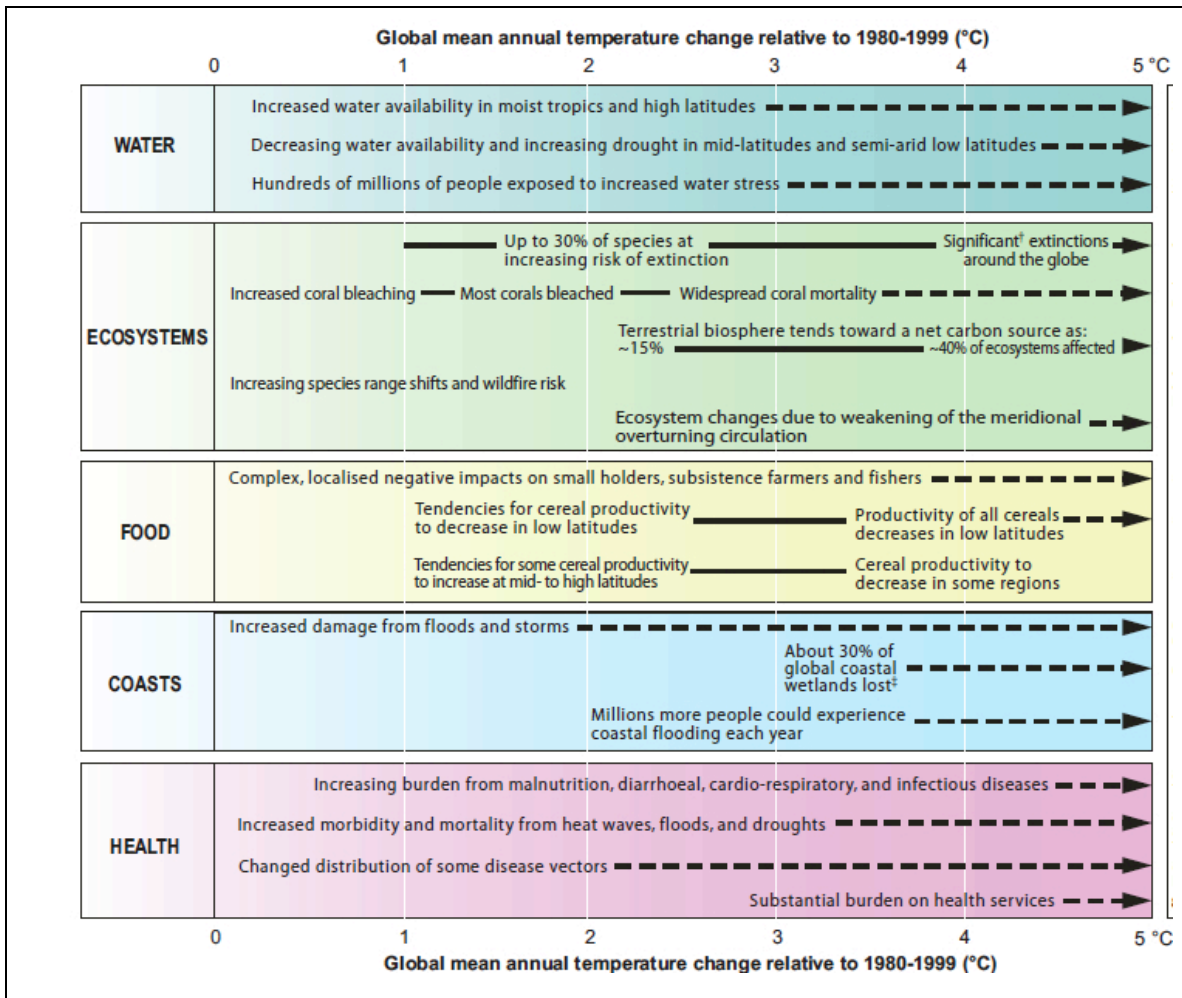 Global mean annual temperature change relative to 1980-1999 (°C)
0 1 2 3 4 5 °C
WATER
Increased water availability in moist tropics and high latitudes
Decreasing water availability and increasing drought in mid-latitudes and semi-arid low latitudes
Hundreds of millions of people exposed to increased water stress
ECOSYSTEMS
Up to 30% of species at
increasing risk of extinction
Significant† extinctions
around the globe
Increased coral bleaching Most corals bleached Widespread coral mortality
Terrestrial biosphere tends toward a net carbon source as:
~15% ~40% of ecosystems affected
Increasing species range shifts and wildfire risk
Ecosystem changes due to weakening of the meridional
overturning circulation
FOOD
Complex, localised negative impacts on small holders, subsistence farmers and fishers
Tendencies for cereal productivity
to decrease in low latitudes
Productivity of all cereals
decreases in low latitudes
Tendencies for some cereal productivity
to increase at mid- to high latitudes
Cereal productivity to
decrease in some regions
COASTS
Increased damage from floods and storms
About 30% of
global coastal
wetlands lost‡
Millions more people could experience
coastal flooding each year
HEALTH
Increasing burden from malnutrition, diarrhoeal, cardio-respiratory, and infectious diseases
Increased morbidity and mortality from heat waves, floods, and droughts
Changed distribution of some disease vectors
Substantial burden on health services
0 1 2 3 4 5 °C
Global mean annual temperature change relative to 1980-1999 (°C)